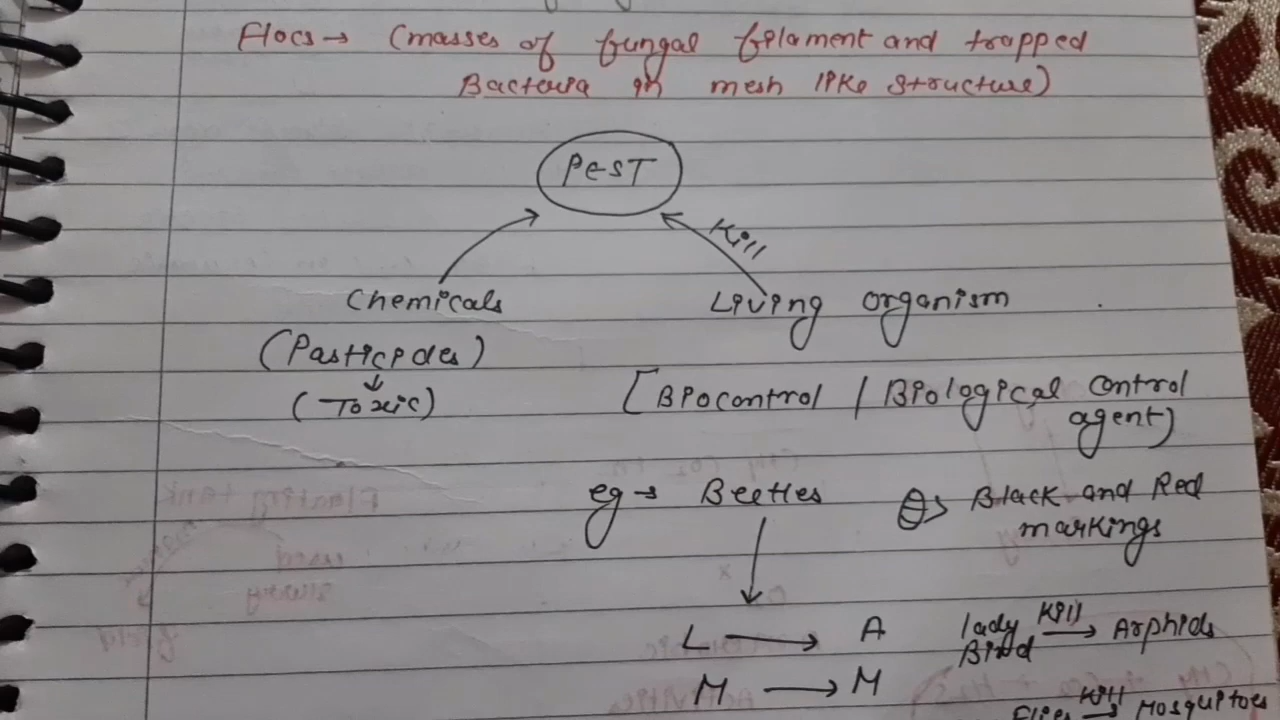 Flocs → (masses of fungal filament and trapped
Bacteria in mesh like structure)
PEST
Kill
Chemicals
Living organism
(Pasticides)
↓
(Toxic)
[Biocontrol / Biological control
agent)
eg → Beetles
Black and Red
markings
L → A
lady Bird Kill → Arphids
M → M
Flies Kill → Mosquitoes